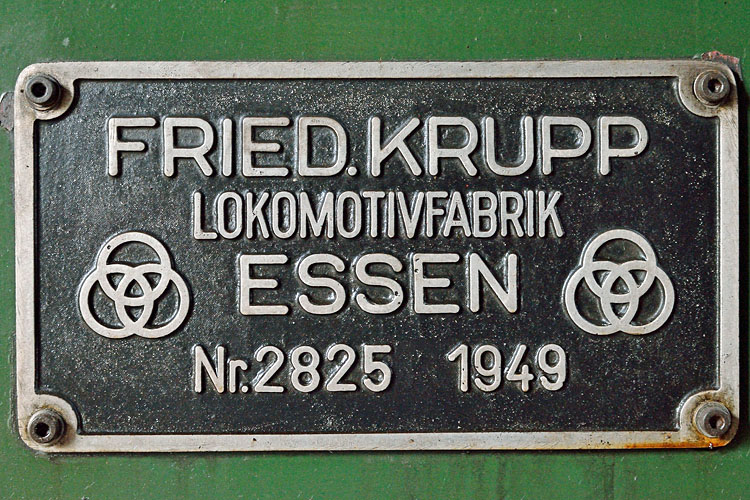 FRIED. KRUPP
LOKOMOTIVFABRIK
ESSEN
Nr. 2825 1949